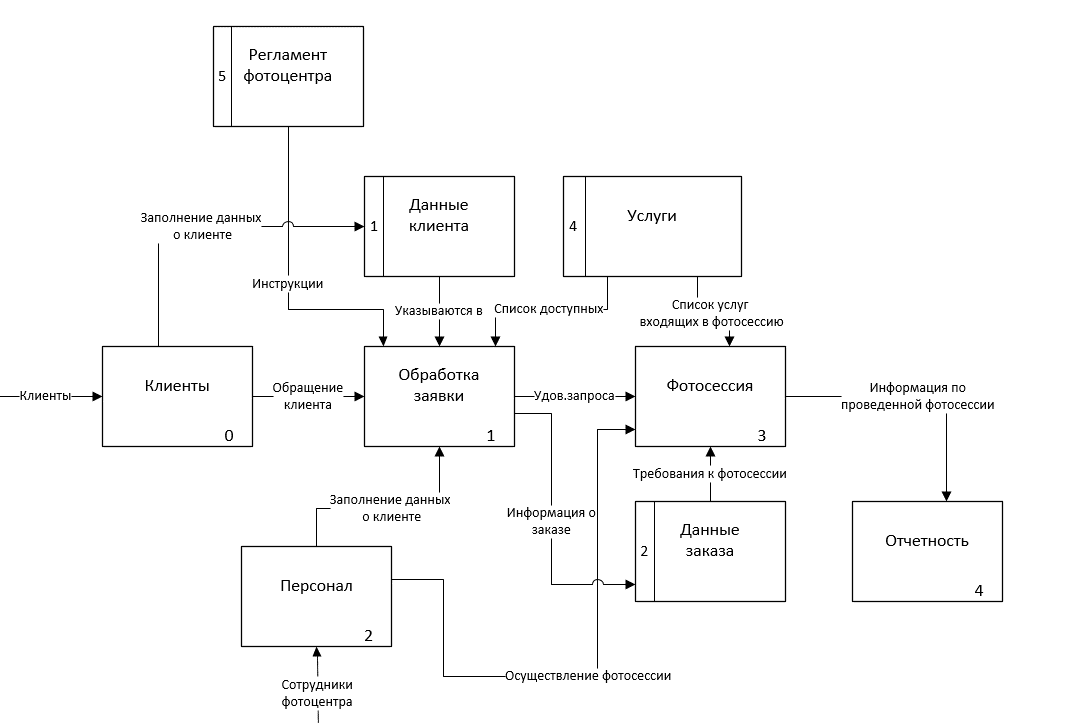 Регламент
фотоцентра
5
Данные
клиента
1
Услуги
4
Заполнение данных
о клиенте
Инструкции
Указываются в
Список доступных
Список услуг
входящих в фотосессию
Клиенты
Клиенты
0
Обращение
клиента
Обработка
заявки
1
Удов.запроса
Фотосессия
3
Информация по
проведенной фотосессии
Заполнение данных
о клиенте
Требования к фотосессии
Информация о
заказе
Данные
заказа
2
Отчетность
4
Персонал
2
Осуществление фотосессии
Сотрудники
фотоцентра